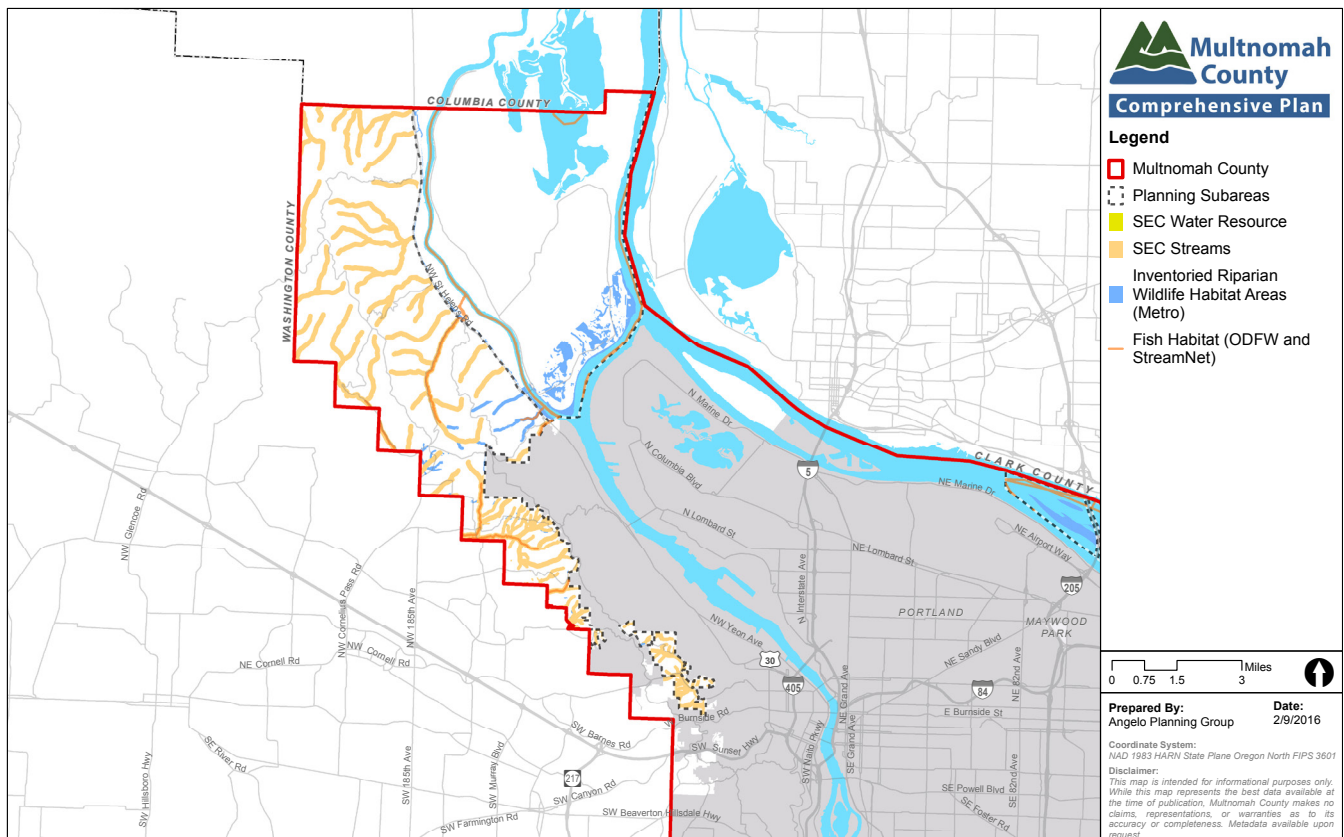 COLUMBIA COUNTY
WASHINGTON COUNTY
NW St Helens Rd
N Marine Dr
N Columbia Blvd
5
CLARK COUNTY
NE Marine Dr
N Lombard St
NE Airport Way
NE Lombard St
205
N Interstate Ave
PORTLAND
MAYWOOD
PARK
NW Glencoe Rd
NW Cornelius Pass Rd
NW 185th Ave
NW Yeon Ave
NE Sandy Blvd
NE Cornell Rd
NW Cornell Rd
30
405
84
NE 82nd Ave
NE Grand Ave
E Burnside St
W Burnside Rd
SW Barnes Rd
SW Sunset Hwy
SW Naito Pkwy
SE Grand Ave
SE River Rd
SW Hillsboro Hwy
SW 185th Ave
SW Murray Blvd
217
SW Canyon Rd
SE Powell Blvd
SE 82nd Ave
SE Foster Rd
SW Farmington Rd
SW Beaverton Hillsdale Hwy
Multnomah
County
Comprehensive Plan
Legend
Multnomah County
Planning Subareas
SEC Water Resource
SEC Streams
Inventoried Riparian
Wildlife Habitat Areas
(Metro)
Fish Habitat (ODFW and
StreamNet)
Miles
0 0.75 1.5 3
Prepared By:
Angelo Planning Group
Date:
2/9/2016
Coordinate System:
NAD 1983 HARN State Plane Oregon North FIPS 3601
Disclaimer:
This map is intended for informational purposes only.
While this map represents the best data available at
the time of publication, Multnomah County makes no
claims, representations, or warranties as to its
accuracy or completeness. Metadata available upon
request.